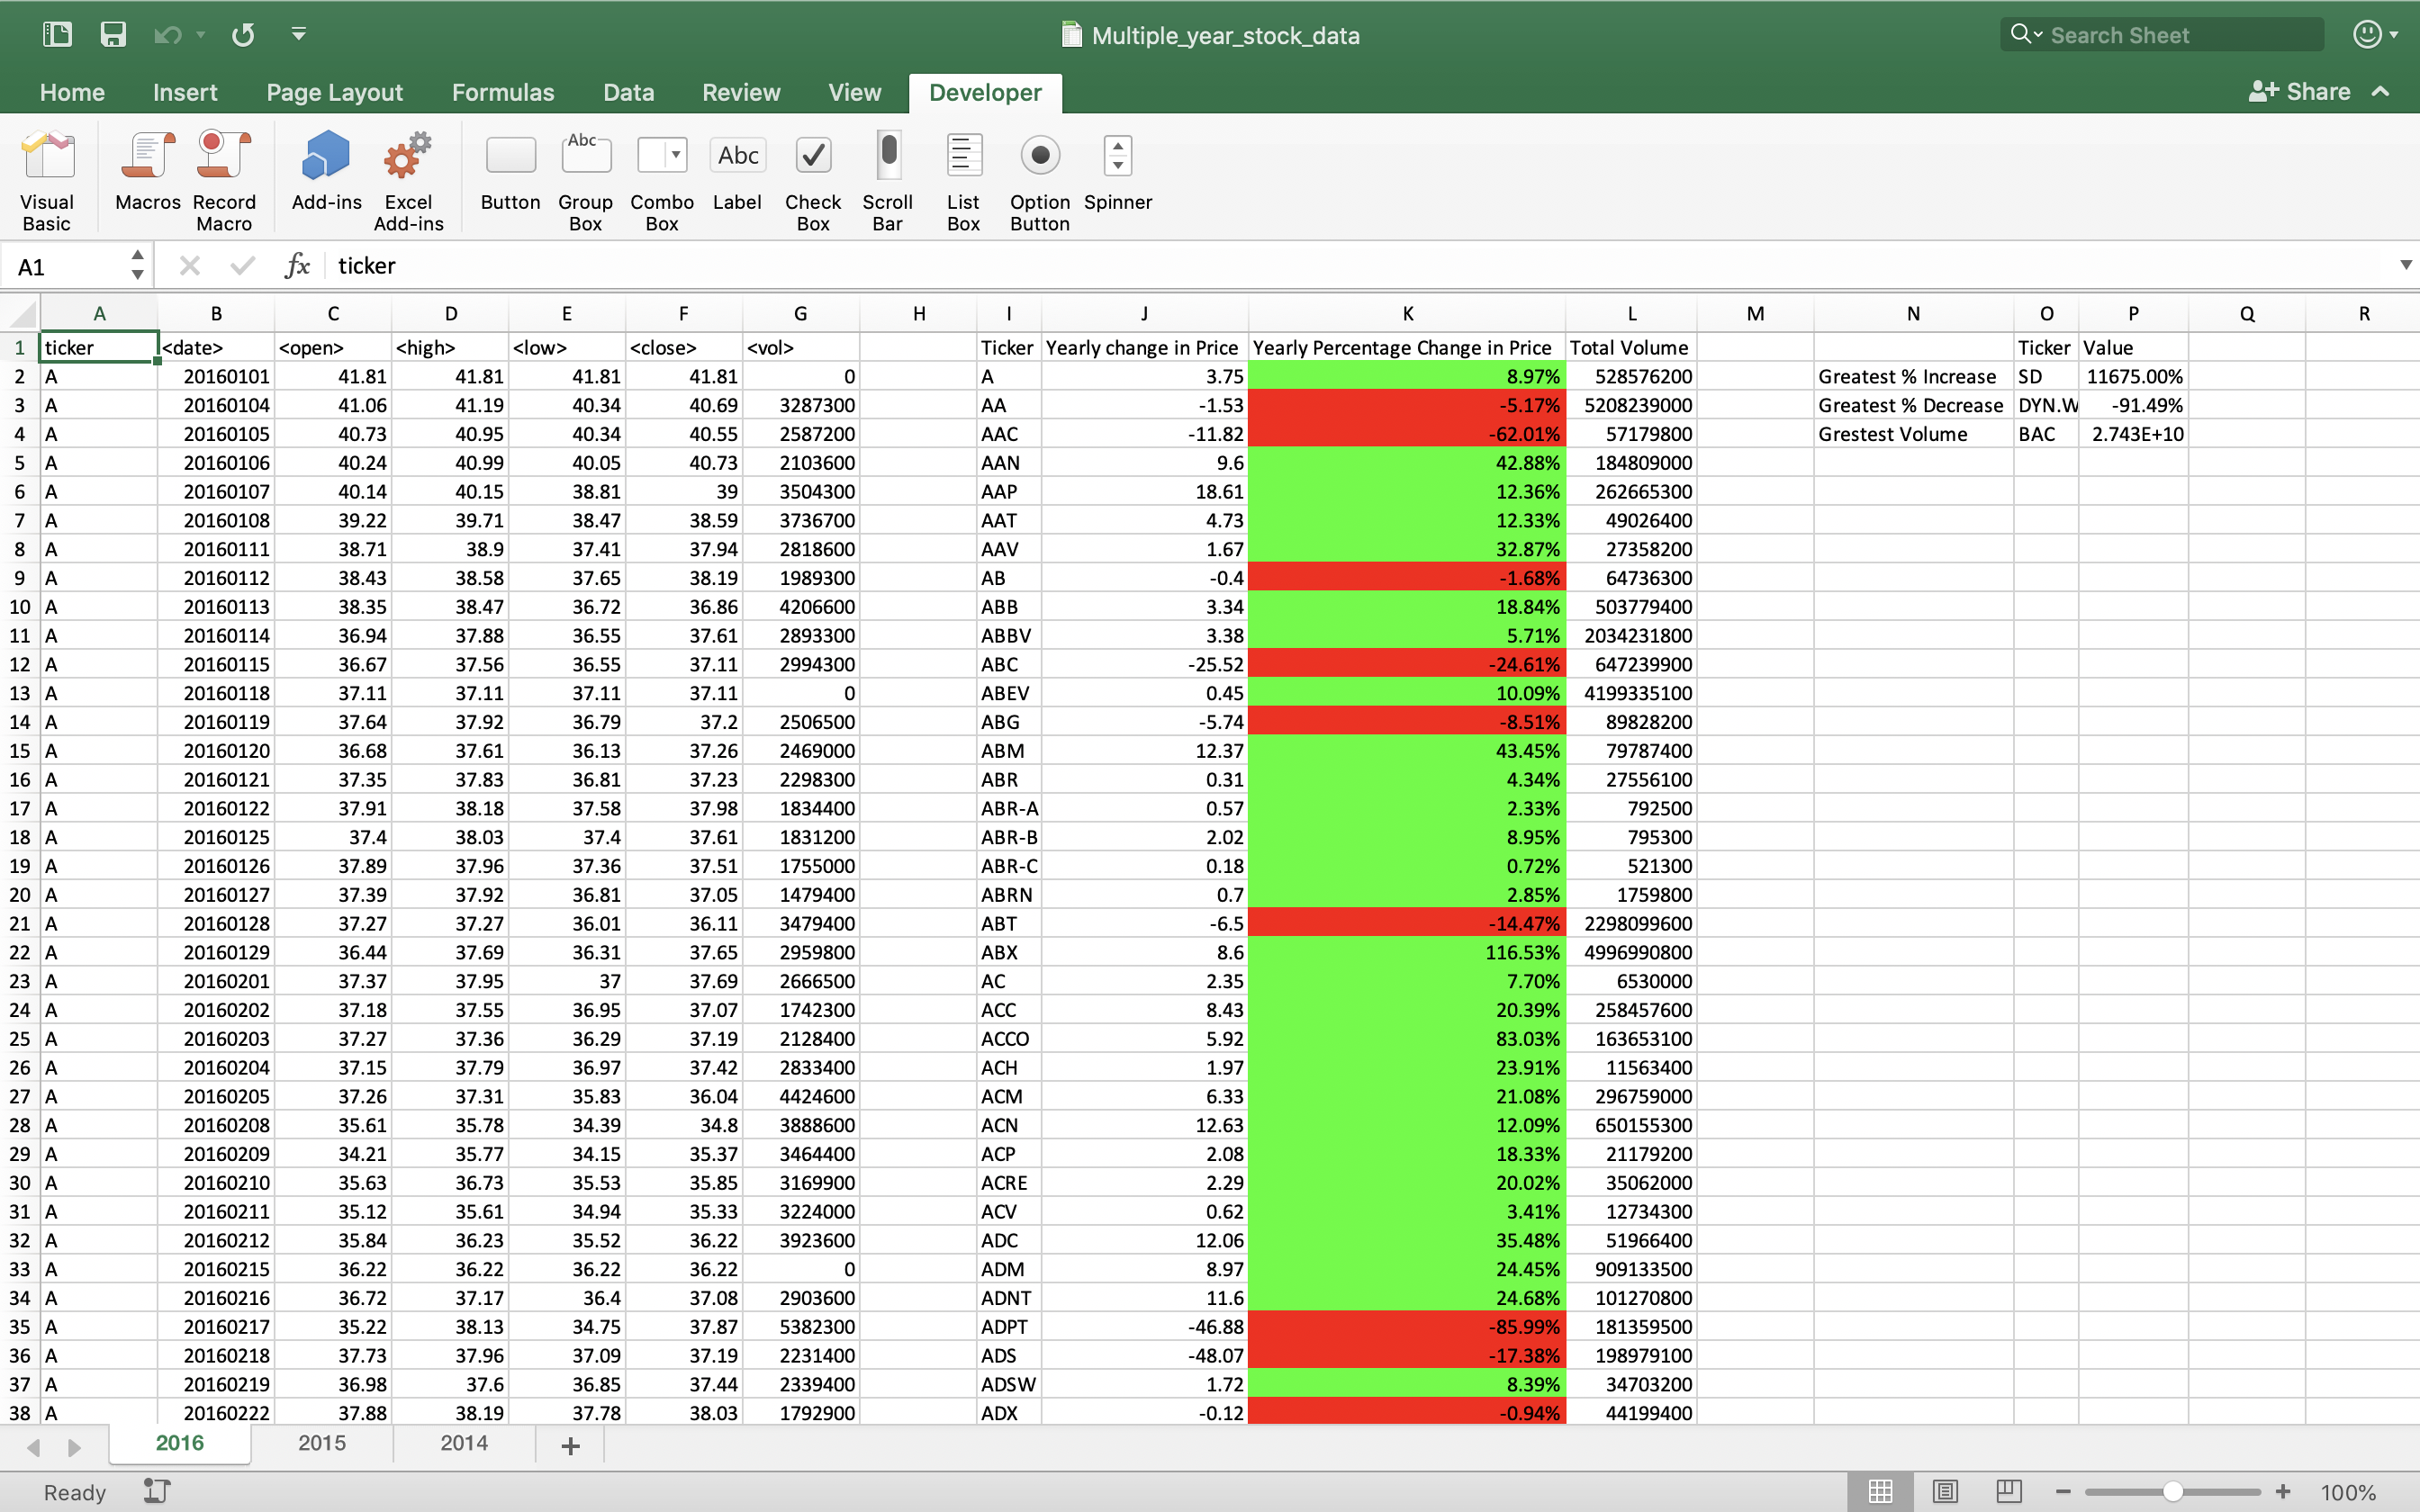 Multiple_year_stock_data
Search Sheet
Home Insert Page Layout Formulas Data Review View Developer Share
Abc Abc
Visual Basic Macros Record Macro Add-ins Excel Add-ins Button Group Box Combo Box Label Check Box Scroll Bar List Box Option Button Spinner
A1 fx ticker
A B C D E F G H I J K L M N O P Q R
1 ticker <date> <open> <high> <low> <close> <vol> Ticker Yearly change in Price Yearly Percentage Change in Price Total Volume Ticker Value
2 A 20160101 41.81 41.81 41.81 41.81 0 A 3.75 8.97% 528576200 Greatest % Increase SD 11675.00%
3 A 20160104 41.06 41.19 40.34 40.69 3287300 AA -1.53 -5.17% 5208239000 Greatest % Decrease DYN.W -91.49%
4 A 20160105 40.73 40.95 40.34 40.55 2587200 AAC -11.82 -62.01% 57179800 Grestest Volume BAC 2.743E+10
5 A 20160106 40.24 40.99 40.05 40.73 2103600 AAN 9.6 42.88% 184809000
6 A 20160107 40.14 40.15 38.81 39 3504300 AAP 18.61 12.36% 262665300
7 A 20160108 39.22 39.71 38.47 38.59 3736700 AAT 4.73 12.33% 49026400
8 A 20160111 38.71 38.9 37.41 37.94 2818600 AAV 1.67 32.87% 27358200
9 A 20160112 38.43 38.58 37.65 38.19 1989300 AB -0.4 -1.68% 64736300
10 A 20160113 38.35 38.47 36.72 36.86 4206600 ABB 3.34 18.84% 503779400
11 A 20160114 36.94 37.88 36.55 37.61 2893300 ABBV 3.38 5.71% 2034231800
12 A 20160115 36.67 37.56 36.55 37.11 2994300 ABC -25.52 -24.61% 647239900
13 A 20160118 37.11 37.11 37.11 37.11 0 ABEV 0.45 10.09% 4199335100
14 A 20160119 37.64 37.92 36.79 37.2 2506500 ABG -5.74 -8.51% 89828200
15 A 20160120 36.68 37.61 36.13 37.26 2469000 ABM 12.37 43.45% 79787400
16 A 20160121 37.35 37.83 36.81 37.23 2298300 ABR 0.31 4.34% 27556100
17 A 20160122 37.91 38.18 37.58 37.98 1834400 ABR-A 0.57 2.33% 792500
18 A 20160125 37.4 38.03 37.4 37.61 1831200 ABR-B 2.02 8.95% 795300
19 A 20160126 37.89 37.96 37.36 37.51 1755000 ABR-C 0.18 0.72% 521300
20 A 20160127 37.39 37.92 36.81 37.05 1479400 ABRN 0.7 2.85% 1759800
21 A 20160128 37.27 37.27 36.01 36.11 3479400 ABT -6.5 -14.47% 2298099600
22 A 20160129 36.44 37.69 36.31 37.65 2959800 ABX 8.6 116.53% 4996990800
23 A 20160201 37.37 37.95 37 37.69 2666500 AC 2.35 7.70% 6530000
24 A 20160202 37.18 37.55 36.95 37.07 1742300 ACC 8.43 20.39% 258457600
25 A 20160203 37.27 37.36 36.29 37.19 2128400 ACCO 5.92 83.03% 163653100
26 A 20160204 37.15 37.79 36.97 37.42 2833400 ACH 1.97 23.91% 11563400
27 A 20160205 37.26 37.31 35.83 36.04 4424600 ACM 6.33 21.08% 296759000
28 A 20160208 35.61 35.78 34.39 34.8 3888600 ACN 12.63 12.09% 650155300
29 A 20160209 34.21 35.77 34.15 35.37 3464400 ACP 2.08 18.33% 21179200
30 A 20160210 35.63 36.73 35.53 35.85 3169900 ACRE 2.29 20.02% 35062000
31 A 20160211 35.12 35.61 34.94 35.33 3224000 ACV 0.62 3.41% 12734300
32 A 20160212 35.84 36.23 35.52 36.22 3923600 ADC 12.06 35.48% 51966400
33 A 20160215 36.22 36.22 36.22 36.22 0 ADM 8.97 24.45% 909133500
34 A 20160216 36.72 37.17 36.4 37.08 2903600 ADNT 11.6 24.68% 101270800
35 A 20160217 35.22 38.13 34.75 37.87 5382300 ADPT -46.88 -85.99% 181359500
36 A 20160218 37.73 37.96 37.09 37.19 2231400 ADS -48.07 -17.38% 198979100
37 A 20160219 36.98 37.6 36.85 37.44 2339400 ADSW 1.72 8.39% 34703200
38 A 20160222 37.88 38.19 37.78 38.03 1792900 ADX -0.12 -0.94% 44199400
2016 2015 2014 +
Ready 100%